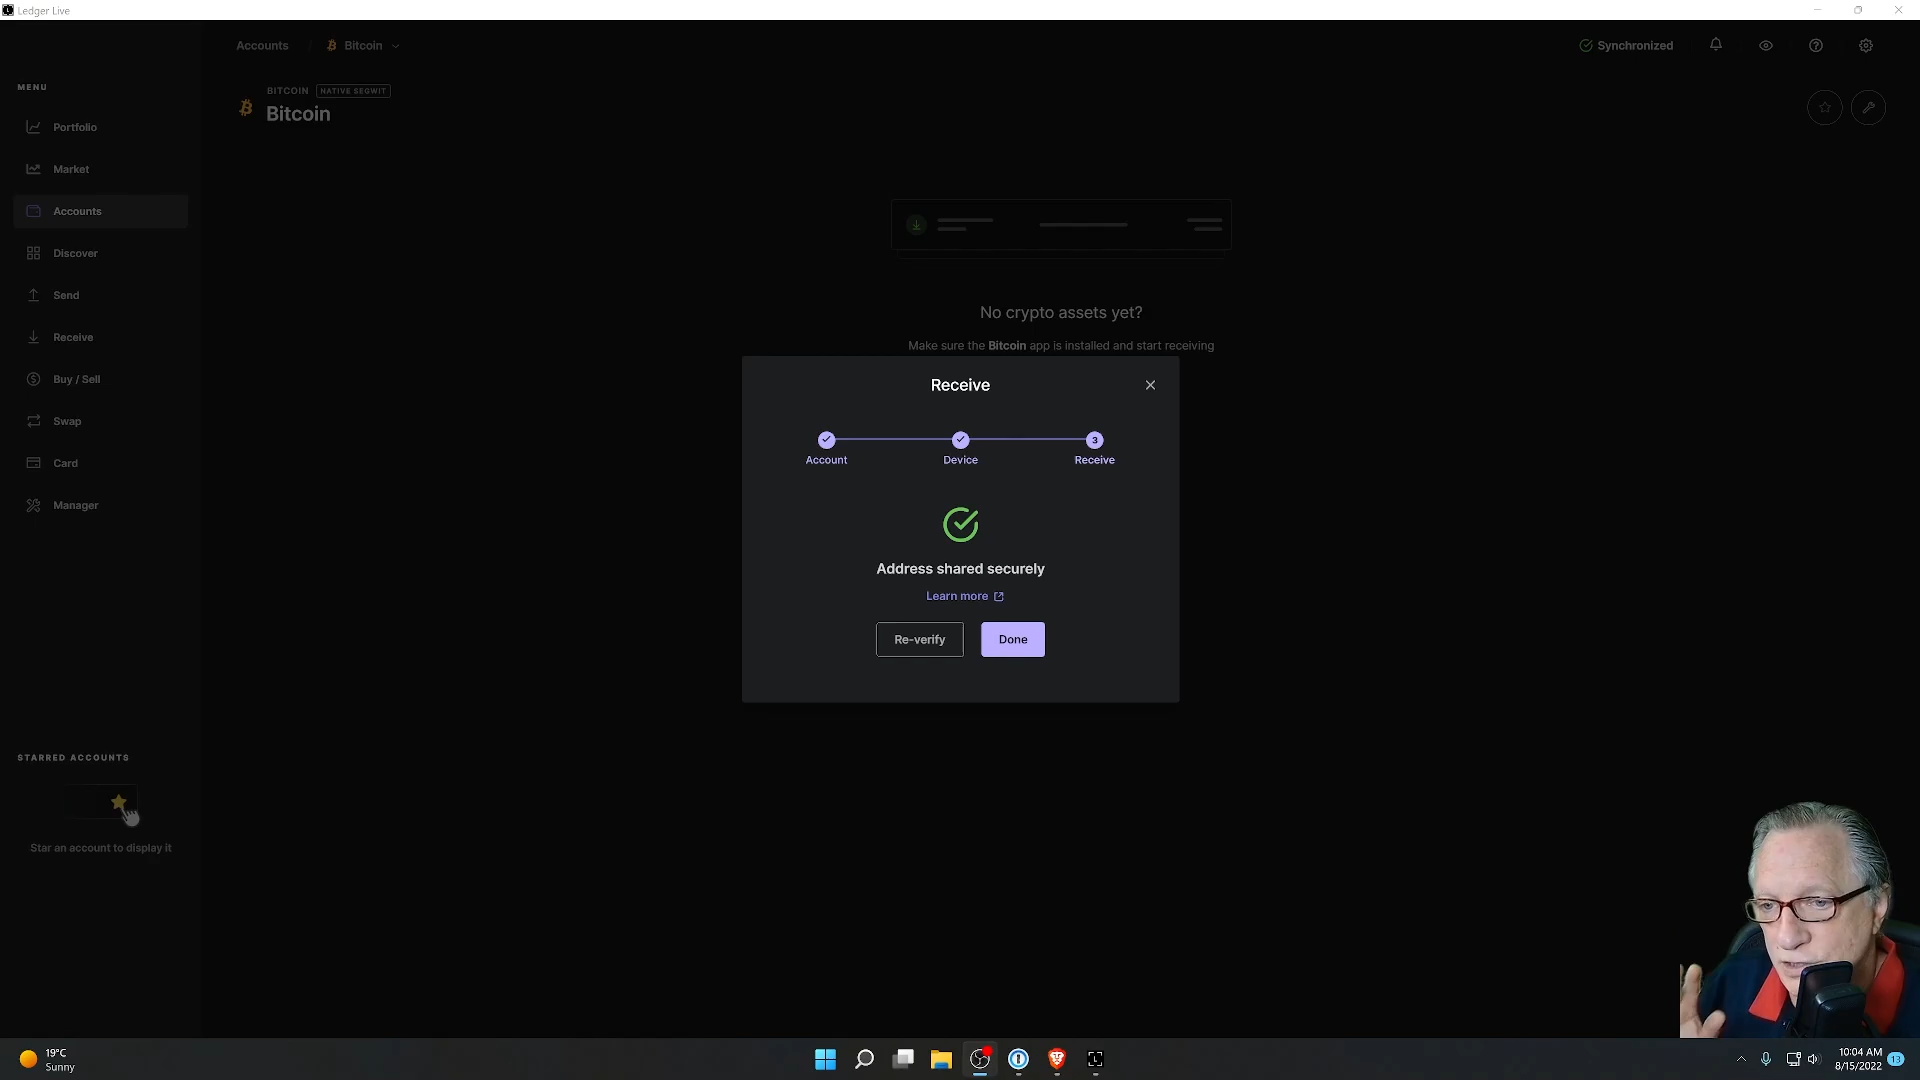 Ledger Live
Accounts / Bitcoin
Synchronized
MENU
BITCOIN NATIVE SEGWIT
Bitcoin
Portfolio
Market
Accounts
Discover
Send
Receive
Buy / Sell
Swap
Card
Manager
No crypto assets yet?
Make sure the Bitcoin app is installed and start receiving
Receive
3
Account
Device
Receive
Address shared securely
Learn more
Re-verify
Done
STARRED ACCOUNTS
Star an account to display it
19°C
Sunny
10:04 AM
8/15/2022
13